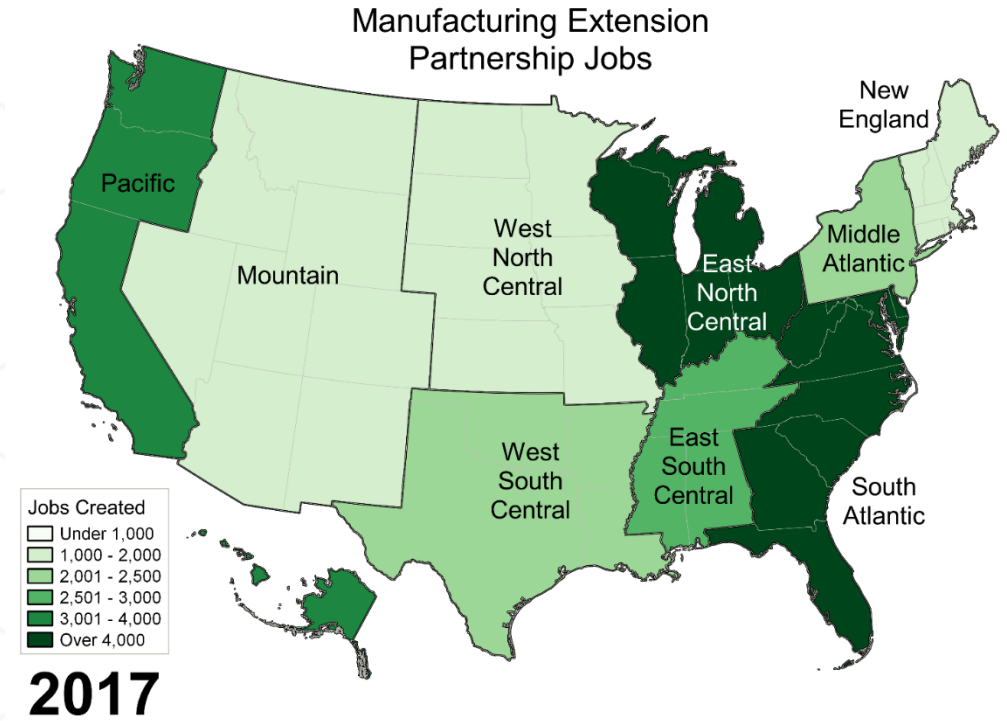 Manufacturing Extension
Partnership Jobs
New
England
Pacific
West
North
Central
Middle
Atlantic
Mountain
East
North
Central
West
South
Central
East
South
Central
South
Atlantic
Jobs Created
Under 1,000
1,000 - 2,000
2,001 - 2,500
2,501 - 3,000
3,001 - 4,000
Over 4,000
2017